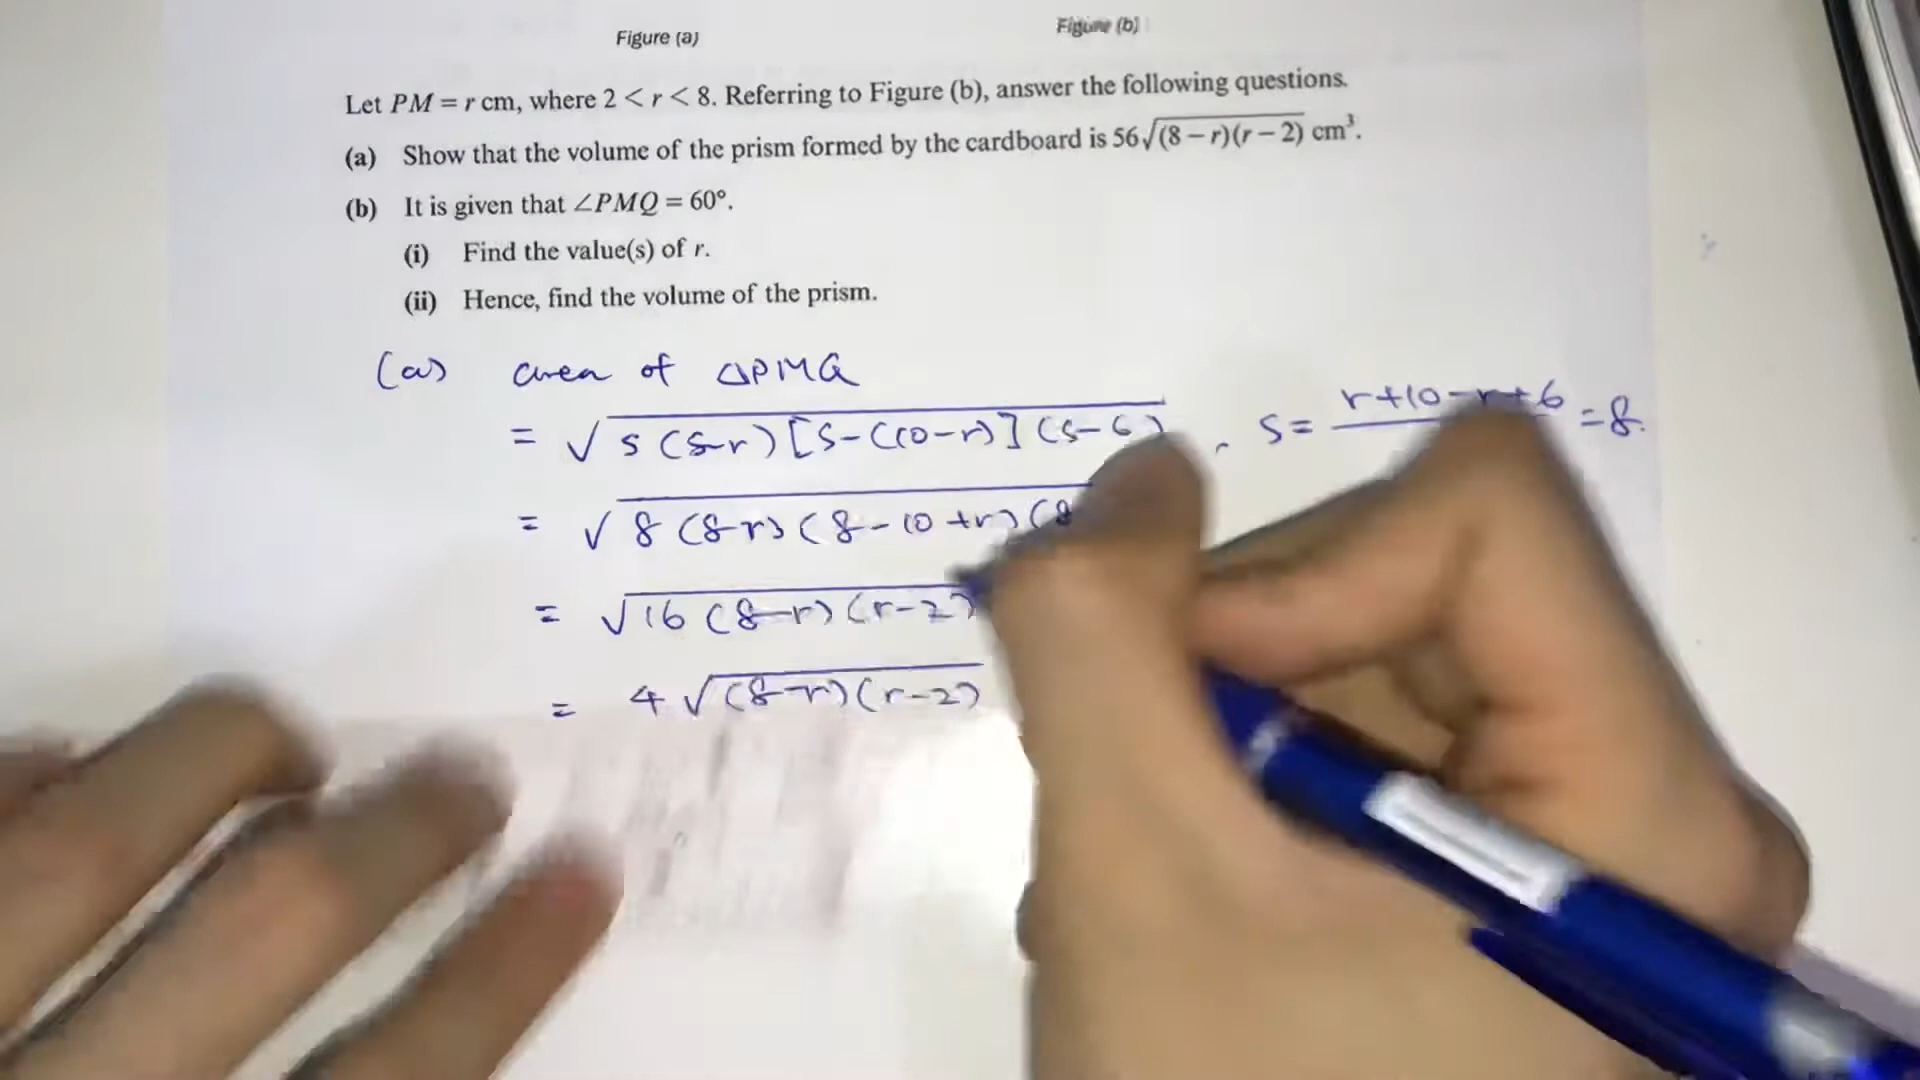 Figure (a)
Figure (b)
Let PM = r cm, where 2 < r < 8. Referring to Figure (b), answer the following questions.
(a) Show that the volume of the prism formed by the cardboard is 56√(8 – r)(r – 2) cm³.
(b) It is given that ∠PMQ = 60°.
(i) Find the value(s) of r.
(ii) Hence, find the volume of the prism.
(a) area of △PMQ
= √s(s-r)[s-(10-r)](s-6) , s= r+10-r+6 =8.
= √8(8-r)(8-10+r)(8
= √16(8-r)(r-2)
= 4√(8-r)(r-2)